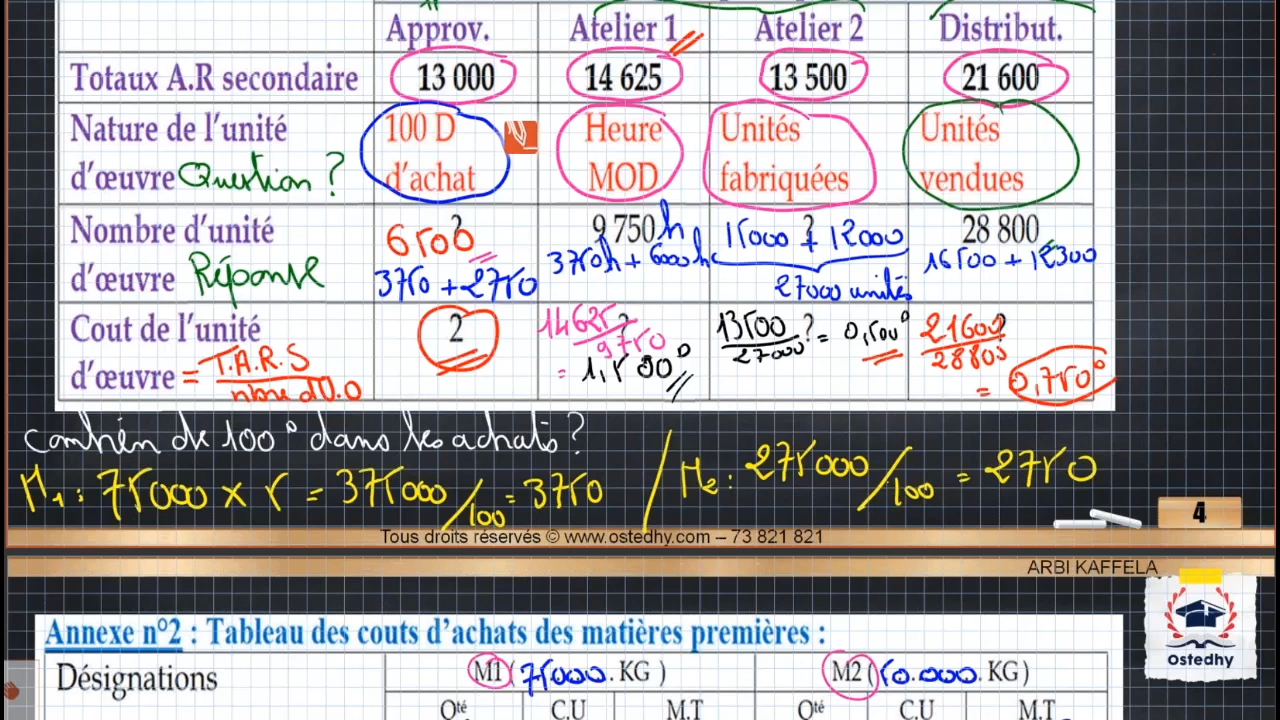 Approv. Atelier 1 Atelier 2 Distribut.
Totaux A.R secondaire 13 000 14 625 13 500 21 600
Nature de l'unité 100 D Heure Unités Unités
d'œuvre Question ? d'achat MOD fabriquées vendues
Nombre d'unité ? 6500 9 750 h ? 15000 + 12000 28 800
d'œuvre Réponse 3750 + 2750 3750h + 6000h 27000 unités 16500 + 12300
Cout de l'unité 2 ? 14625/9750 ? 13500/27000 = 0,500D ? 21600/28800
d'œuvre = T.A.R.S/nbre d'U.O = 1,500D = 0,750D
combien de 100D dans les achats ?
M1 : 75000 x 5 = 375000/100 = 3750 / M2 : 275000/100 = 2750
4
Tous droits réservés © www.ostedhy.com – 73 821 821
ARBI KAFFELA
Annexe n°2 : Tableau des couts d'achats des matières premières :
Ostedhy
Désignations M1 ( 75000. KG ) M2 ( 50.000. KG )
Qté C.U M.T Qté C.U M.T